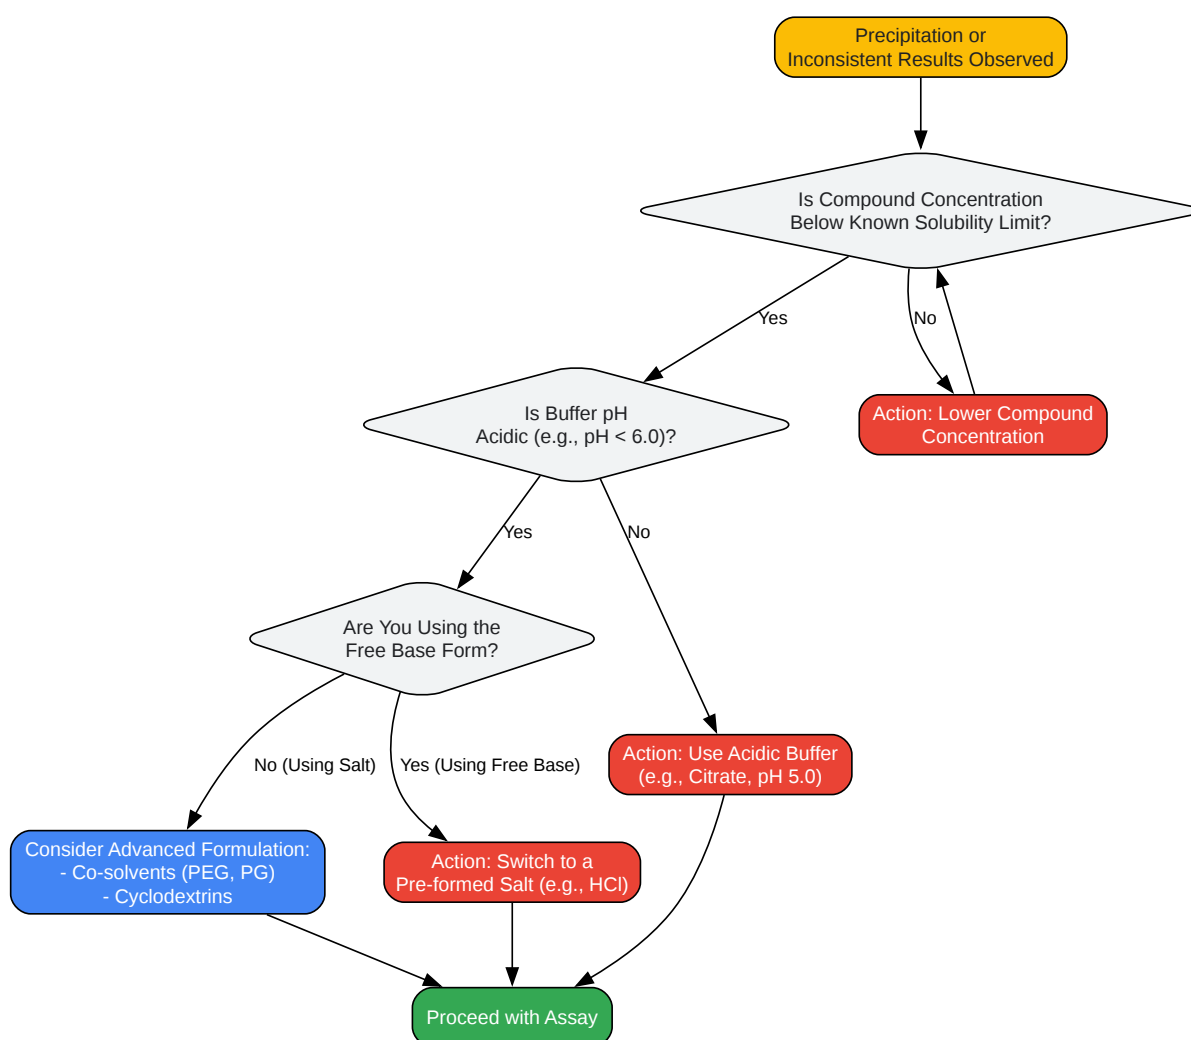 Precipitation or
Inconsistent Results Observed
Is Compound Concentration
Below Known Solubility Limit?
Yes
No
Is Buffer pH
Acidic (e.g., pH < 6.0)?
Action: Lower Compound
Concentration
Yes
No
Are You Using the
Free Base Form?
No (Using Salt)
Yes (Using Free Base)
Action: Use Acidic Buffer
(e.g., Citrate, pH 5.0)
Consider Advanced Formulation:
- Co-solvents (PEG, PG)
- Cyclodextrins
Action: Switch to a
Pre-formed Salt (e.g., HCl)
Proceed with Assay